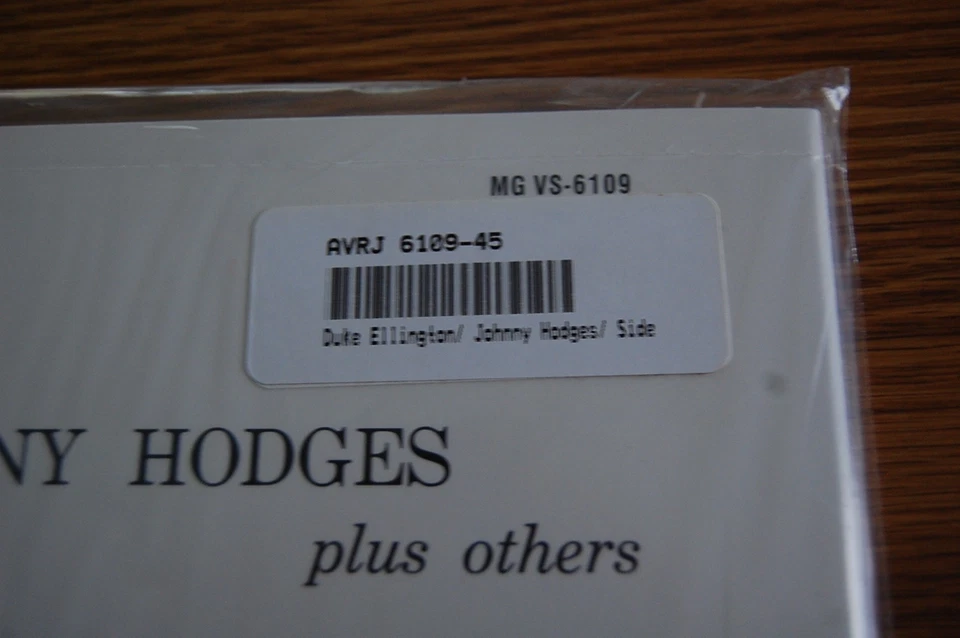 MG VS-6109
AVRJ 6109-45
Duke Ellington/ Johnny Hodges/ Side
NY HODGES
plus others